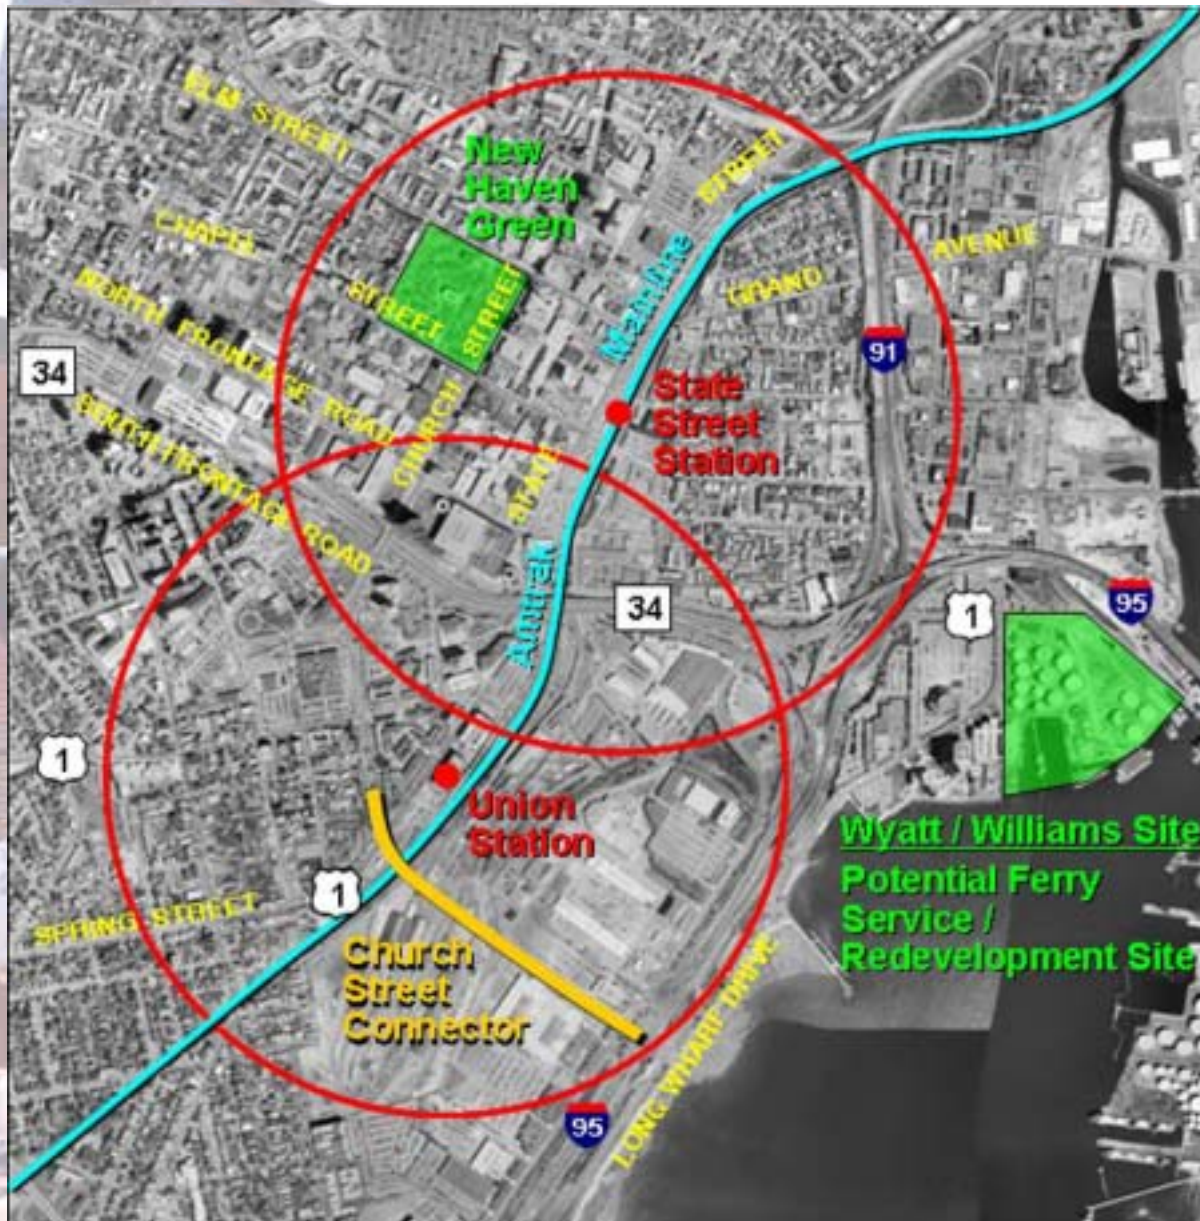 ELM STREET
New
Haven
Green
STREET
CHAPEL
STREET
STREET
AVENUE
GRAND
Mainline
NORTH FRONTAGE ROAD
91
34
State
Street
Station
CHURCH
SOUTH FRONTAGE ROAD
STATE
Amtrak
34
1
95
1
Union
Station
Wyatt / Williams Site
Potential Ferry
Service /
Redevelopment Site
1
SPRING STREET
Church
Street
Connector
LONG WHARF DRIVE
95